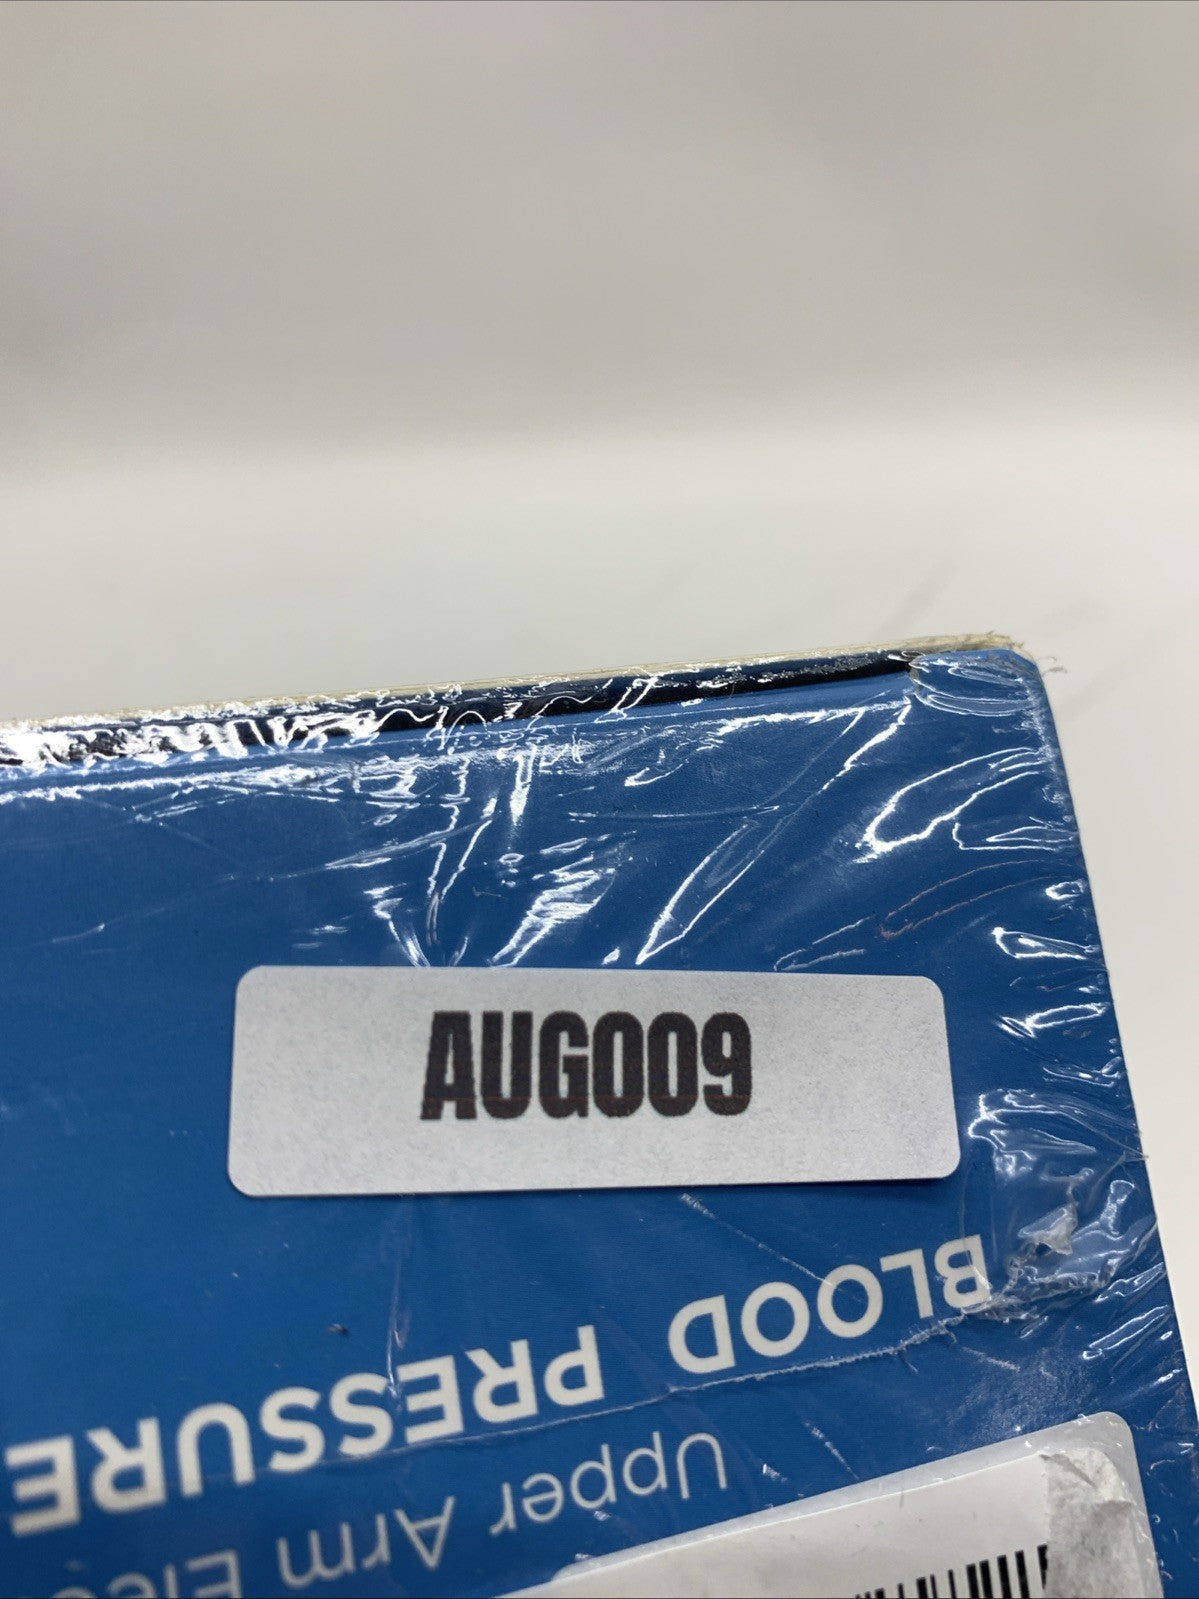 AUG009
BLOOD PRESSURE
Upper Arm